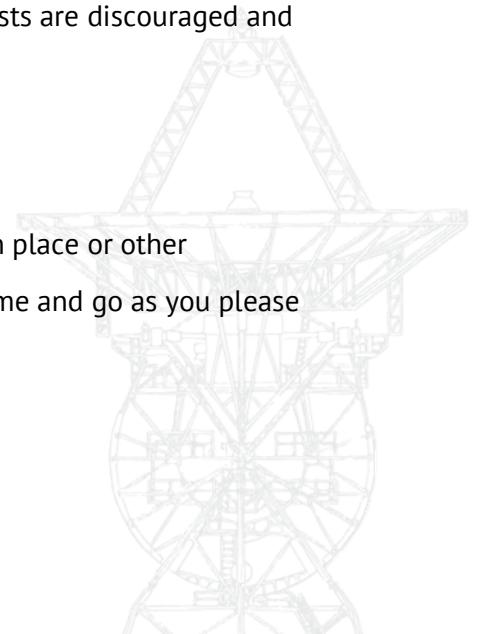 sts are discouraged and
place or other
me and go as you please